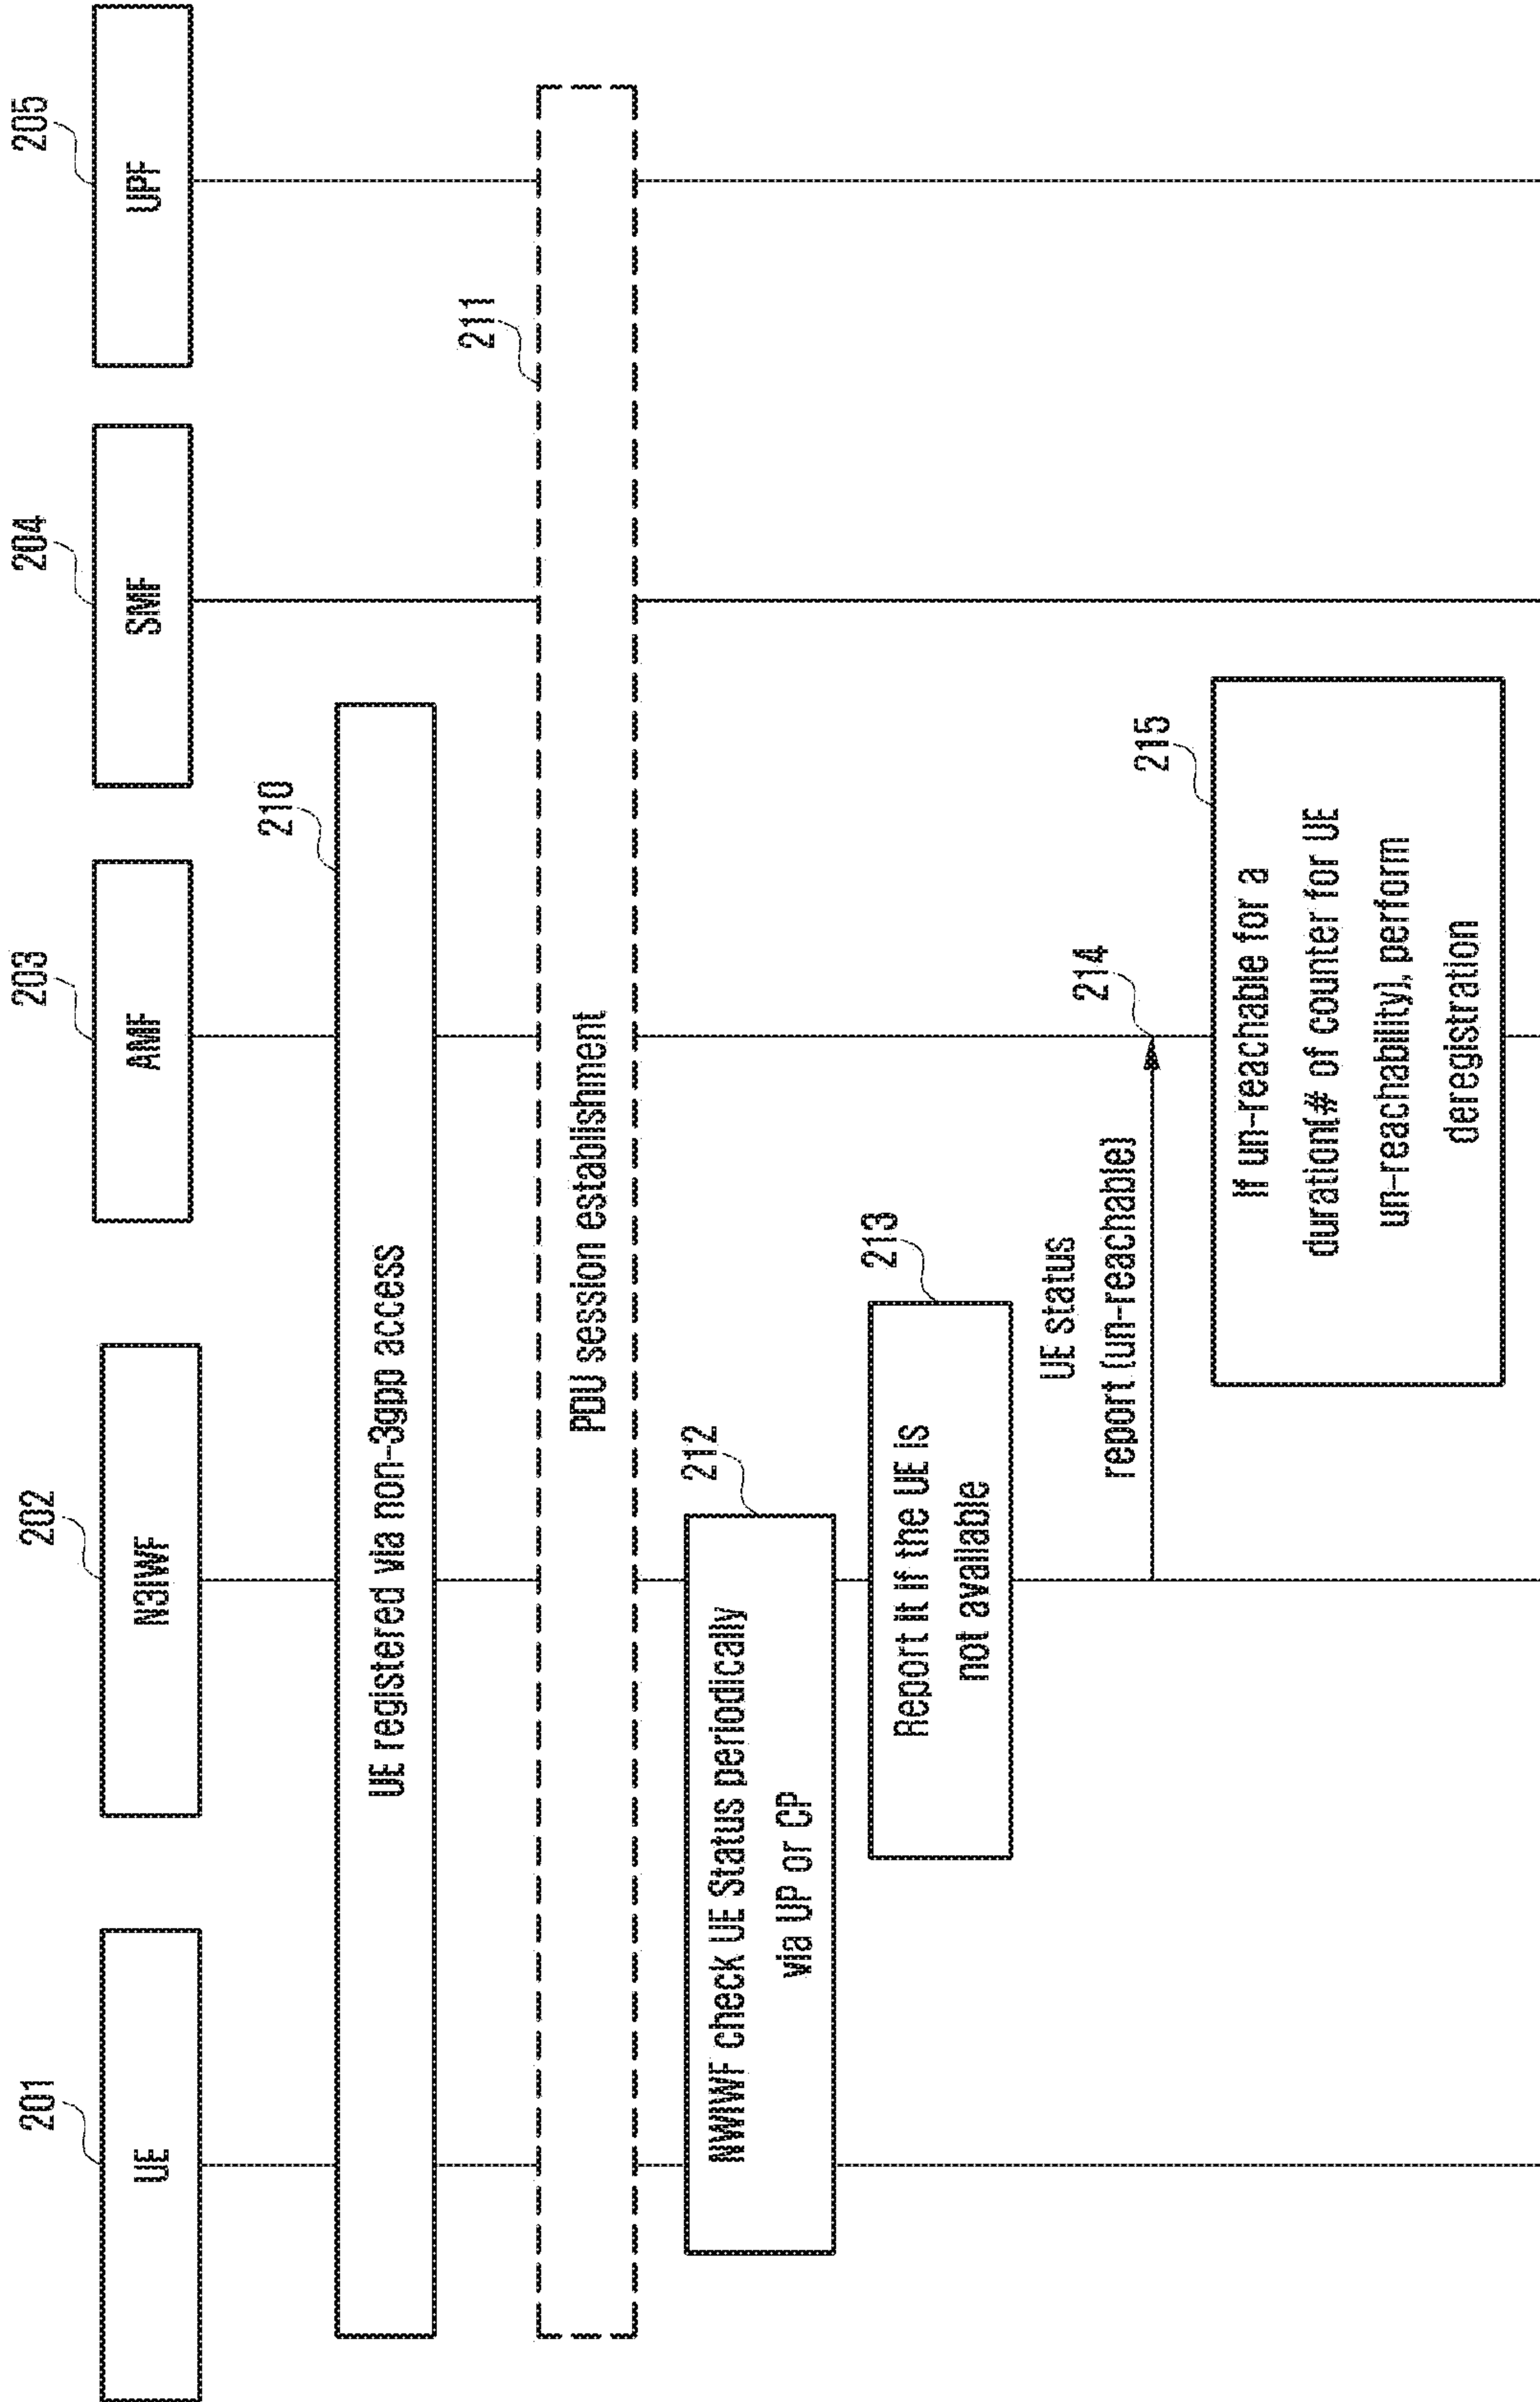 201
202
203
204
205
UE
N3IWF
AMF
SMF
UPF
210
UE registered via non-3gpp access
211
PDU session establishment
212
NWIWF check UE Status periodically
via UP or CP
213
Report it if the UE is
not available
UE status
report (un-reachable)
214
215
If un-reachable for a
duration(# of counter for UE
un-reachability), perform
deregistration